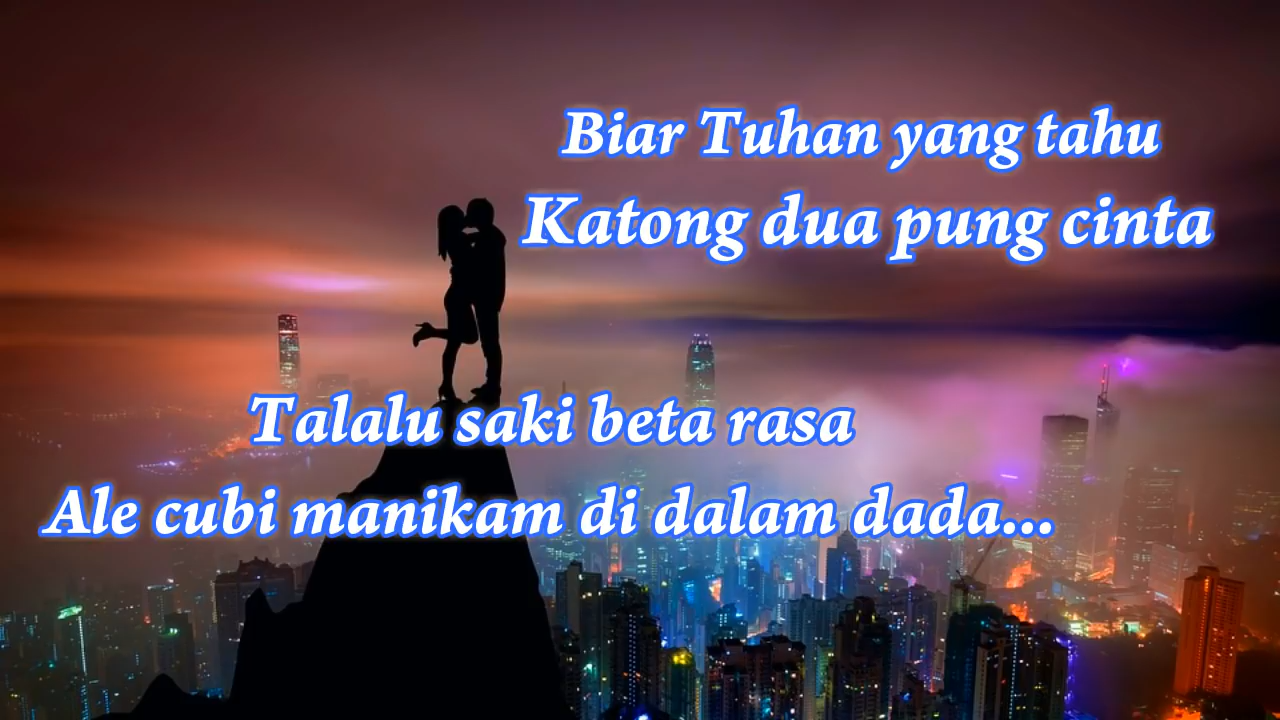 Biar Tuhan yang tahu
Katong dua pung cinta
Talalu saki beta rasa
Ale cubi manikam di dalam dada...